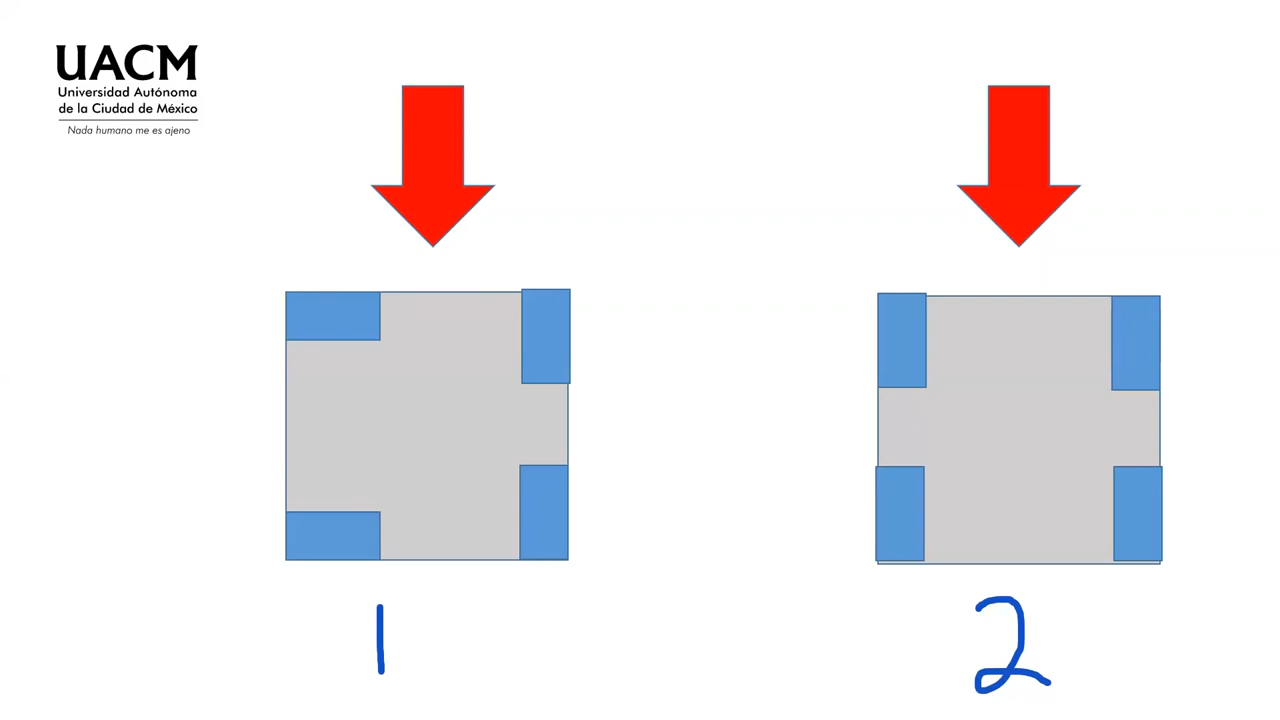 UACM
Universidad Autónoma
de la Ciudad de México
Nada humano me es ajeno
1
2